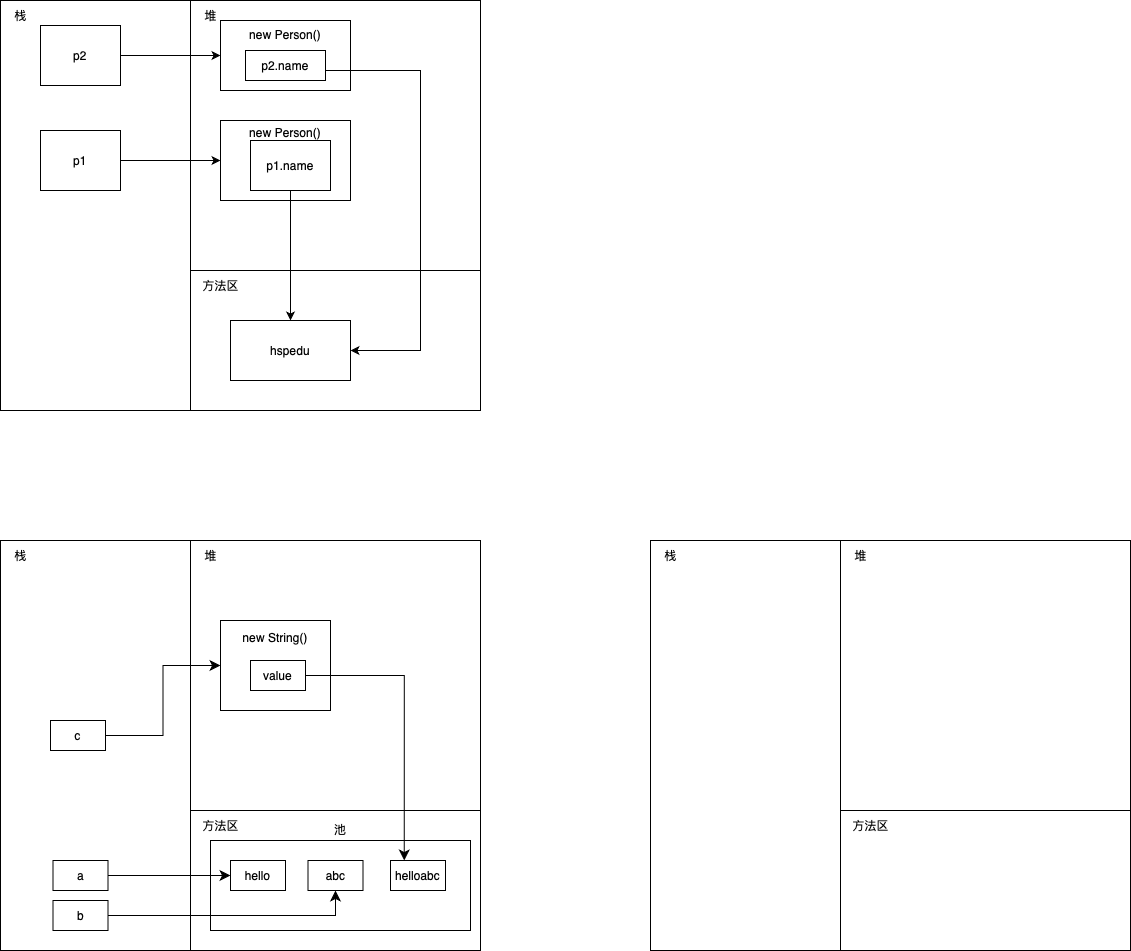 栈
堆
new Person()
p2
p2.name
new Person()
p1
p1.name
方法区
hspedu
栈
堆
new String()
value
c
方法区
池
a
hello
abc
helloabc
b
栈
堆
方法区